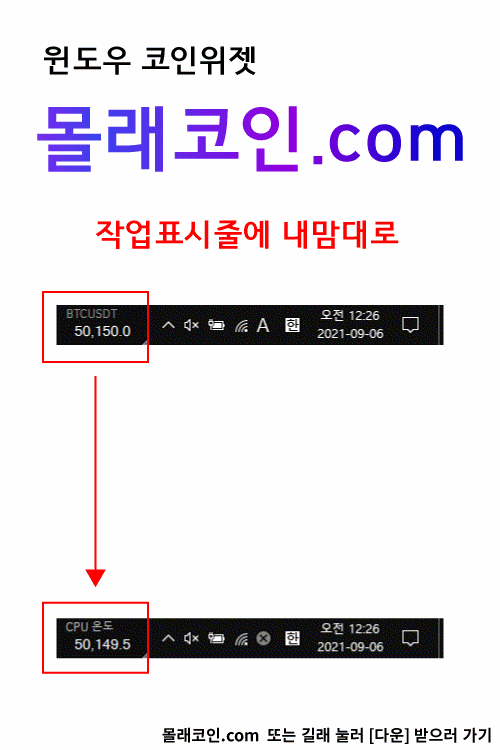 윈도우 코인위젯
몰래코인.com
작업표시줄에 내맘대로
BTCUSDT
50,150.0
A
한
오전 12:26
2021-09-06
CPU 온도
50,149.5
한
오전 12:26
2021-09-06
몰래코인.com 또는 길래 눌러 [다운] 받으러 가기